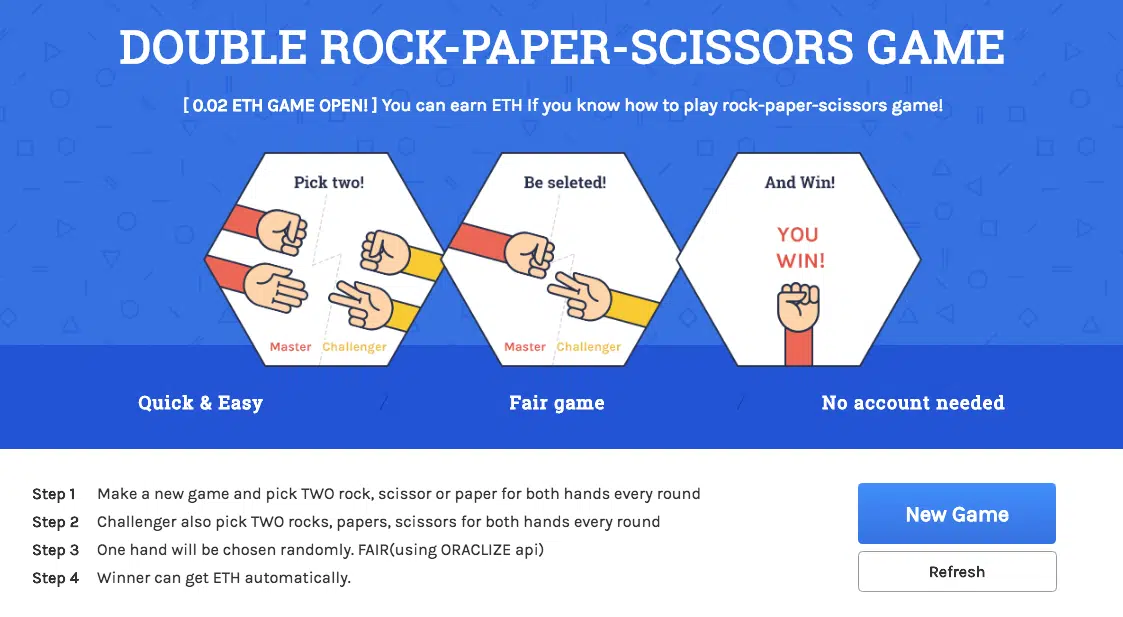 DOUBLE ROCK-PAPER-SCISSORS GAME
[ 0.02 ETH GAME OPEN! ] You can earn ETH If you know how to play rock-paper-scissors game!
Pick two!
Master
Challenger
Be seleted!
Master
Challenger
And Win!
YOU
WIN!
Quick & Easy / Fair game / No account needed
Step 1 Make a new game and pick TWO rock, scissor or paper for both hands every round
Step 2 Challenger also pick TWO rocks, papers, scissors for both hands every round
Step 3 One hand will be chosen randomly. FAIR(using ORACLIZE api)
Step 4 Winner can get ETH automatically.
New Game
Refresh